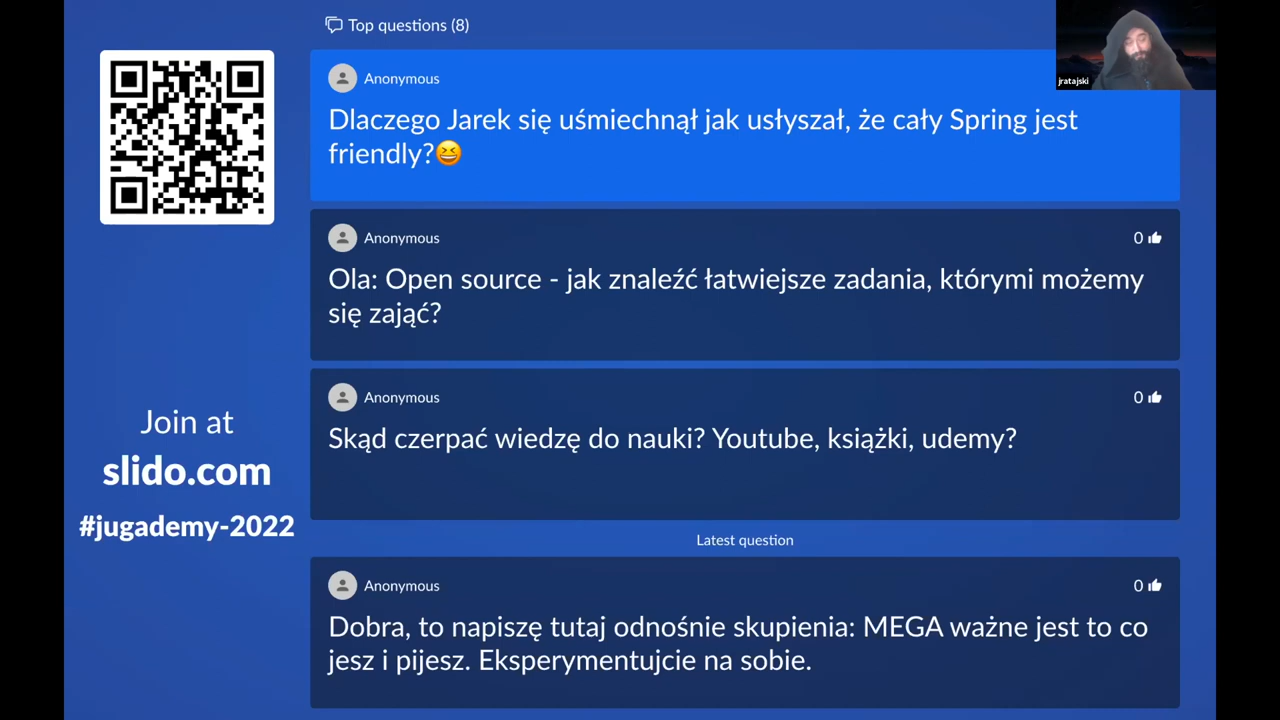 Top questions (8)
jratajski
Anonymous
Dlaczego Jarek się uśmiechnął jak usłyszał, że cały Spring jest
friendly?😆
Anonymous
0
Ola: Open source - jak znaleźć łatwiejsze zadania, którymi możemy
się zająć?
Anonymous
0
Skąd czerpać wiedzę do nauki? Youtube, książki, udemy?
Join at
slido.com
#jugademy-2022
Latest question
Anonymous
0
Dobra, to napiszę tutaj odnośnie skupienia: MEGA ważne jest to co
jesz i pijesz. Eksperymentujcie na sobie.